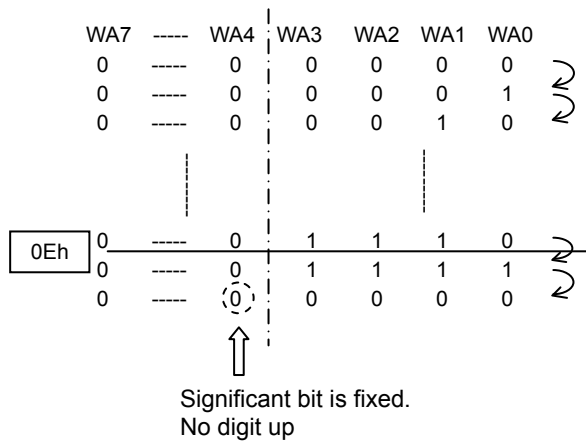 WA7 ----- WA4 WA3 WA2 WA1 WA0
0 ----- 0 0 0 0 0
0 ----- 0 0 0 0 1
0 ----- 0 0 0 1 0
0 ----- 0 1 1 1 0
0Eh
0 ----- 0 1 1 1 1
0 ----- 0 0 0 0 0
Significant bit is fixed.
No digit up